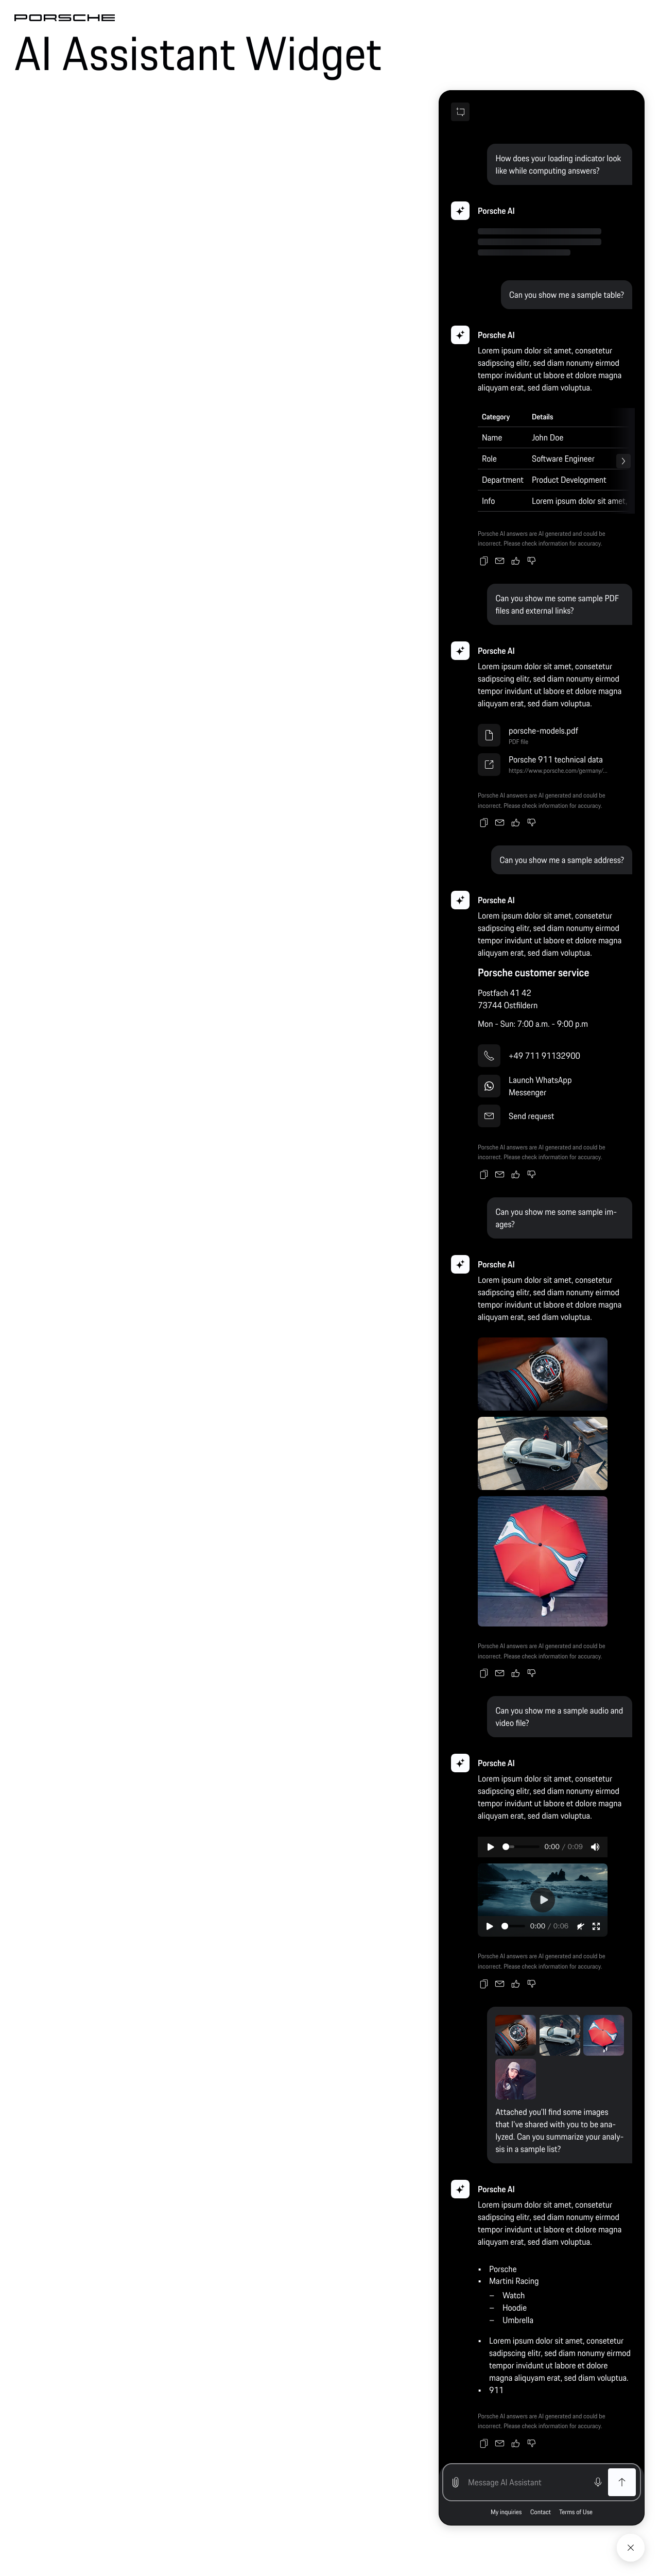 PORSCHE
AI Assistant Widget
How does your loading indicator look
like while computing answers?
Porsche AI
Can you show me a sample table?
Porsche AI
Lorem ipsum dolor sit amet, consetetur
sadipscing elitr, sed diam nonumy eirmod
tempor invidunt ut labore et dolore magna
aliquyam erat, sed diam voluptua.
Category Details
Name John Doe
Role Software Engineer
Department Product Development
Info Lorem ipsum dolor sit amet,
Porsche AI answers are AI generated and could be
incorrect. Please check information for accuracy.
Can you show me some sample PDF
files and external links?
Porsche AI
Lorem ipsum dolor sit amet, consetetur
sadipscing elitr, sed diam nonumy eirmod
tempor invidunt ut labore et dolore magna
aliquyam erat, sed diam voluptua.
porsche-models.pdf
PDF file
Porsche 911 technical data
https://www.porsche.com/germany/...
Porsche AI answers are AI generated and could be
incorrect. Please check information for accuracy.
Can you show me a sample address?
Porsche AI
Lorem ipsum dolor sit amet, consetetur
sadipscing elitr, sed diam nonumy eirmod
tempor invidunt ut labore et dolore magna
aliquyam erat, sed diam voluptua.
Porsche customer service
Postfach 41 42
73744 Ostfildern
Mon - Sun: 7:00 a.m. - 9:00 p.m
+49 711 91132900
Launch WhatsApp
Messenger
Send request
Porsche AI answers are AI generated and could be
incorrect. Please check information for accuracy.
Can you show me some sample im-
ages?
Porsche AI
Lorem ipsum dolor sit amet, consetetur
sadipscing elitr, sed diam nonumy eirmod
tempor invidunt ut labore et dolore magna
aliquyam erat, sed diam voluptua.
Porsche AI answers are AI generated and could be
incorrect. Please check information for accuracy.
Can you show me a sample audio and
video file?
Porsche AI
Lorem ipsum dolor sit amet, consetetur
sadipscing elitr, sed diam nonumy eirmod
tempor invidunt ut labore et dolore magna
aliquyam erat, sed diam voluptua.
0:00 / 0:09
0:00 / 0:06
Porsche AI answers are AI generated and could be
incorrect. Please check information for accuracy.
Attached you'll find some images
that I've shared with you to be ana-
lyzed. Can you summarize your analy-
sis in a sample list?
Porsche AI
Lorem ipsum dolor sit amet, consetetur
sadipscing elitr, sed diam nonumy eirmod
tempor invidunt ut labore et dolore magna
aliquyam erat, sed diam voluptua.
• Porsche
• Martini Racing
– Watch
– Hoodie
– Umbrella
• Lorem ipsum dolor sit amet, consetetur
sadipscing elitr, sed diam nonumy eirmod
tempor invidunt ut labore et dolore
magna aliquyam erat, sed diam voluptua.
• 911
Porsche AI answers are AI generated and could be
incorrect. Please check information for accuracy.
Message AI Assistant
My inquiries Contact Terms of Use